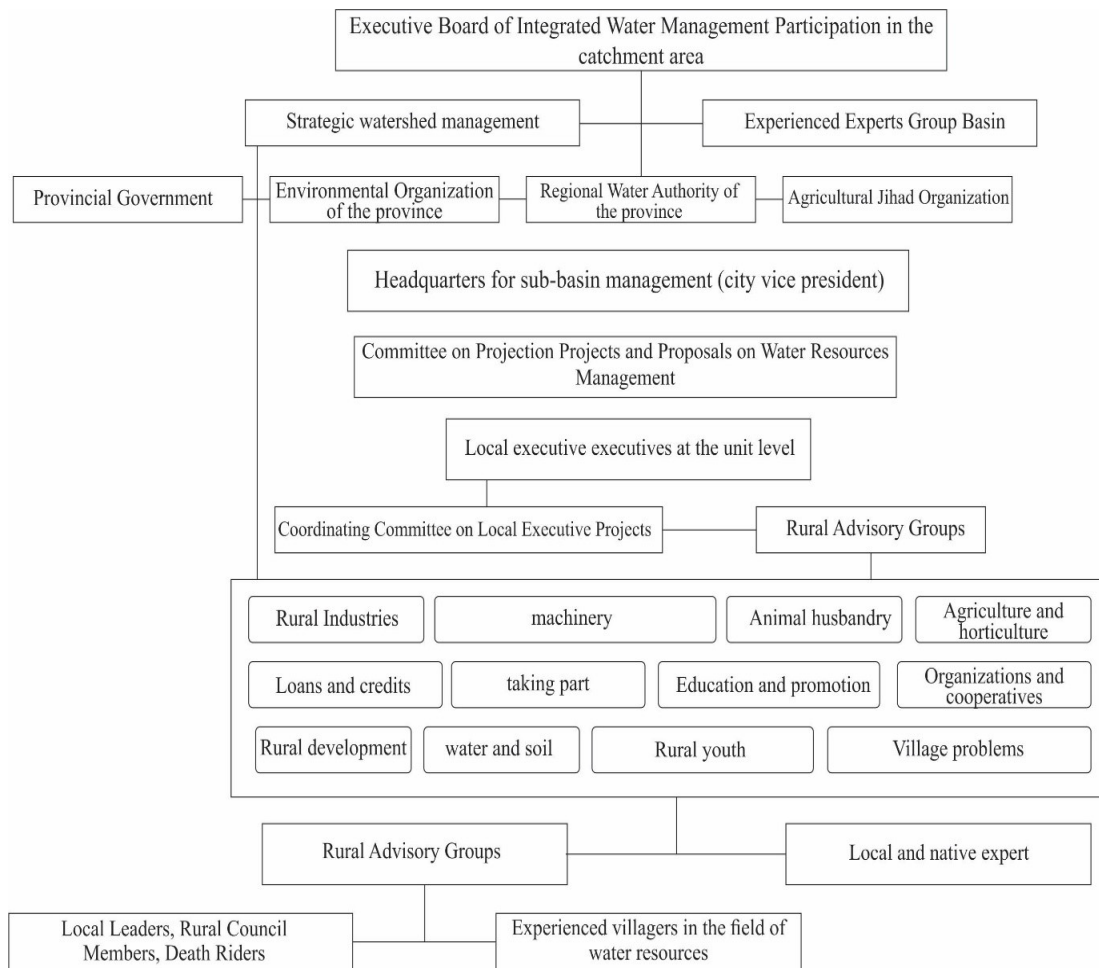 Executive Board of Integrated Water Management Participation in the
catchment area
Strategic watershed management
Experienced Experts Group Basin
Provincial Government
Environmental Organization
of the province
Regional Water Authority of
the province
Agricultural Jihad Organization
Headquarters for sub-basin management (city vice president)
Committee on Projection Projects and Proposals on Water Resources
Management
Local executive executives at the unit level
Coordinating Committee on Local Executive Projects
Rural Advisory Groups
Rural Industries
machinery
Animal husbandry
Agriculture and
horticulture
Loans and credits
taking part
Education and promotion
Organizations and
cooperatives
Rural development
water and soil
Rural youth
Village problems
Rural Advisory Groups
Local and native expert
Local Leaders, Rural Council
Members, Death Riders
Experienced villagers in the field of
water resources